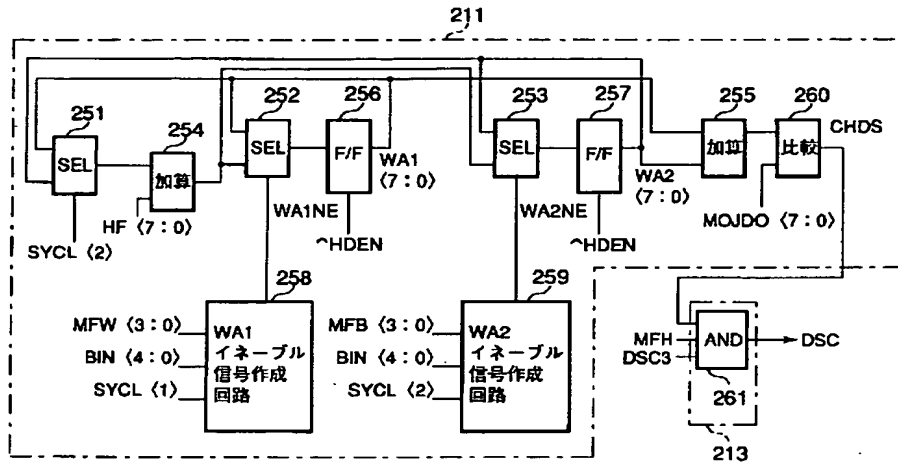 211
251
254
252
256
253
257
255
260
CHDS
SEL
加算
SEL
F/F
SEL
F/F
加算
比較
WA1
⟨7:0⟩
WA2
⟨7:0⟩
HF ⟨7:0⟩
SYCL ⟨2⟩
WA1NE
^HDEN
WA2NE
^HDEN
MOJDO ⟨7:0⟩
258
259
MFW ⟨3:0⟩
BIN ⟨4:0⟩
SYCL ⟨1⟩
WA1
イネーブル
信号作成
回路
MFB ⟨3:0⟩
BIN ⟨4:0⟩
SYCL ⟨2⟩
WA2
イネーブル
信号作成
回路
MFH
DSC3
AND
DSC
261
213